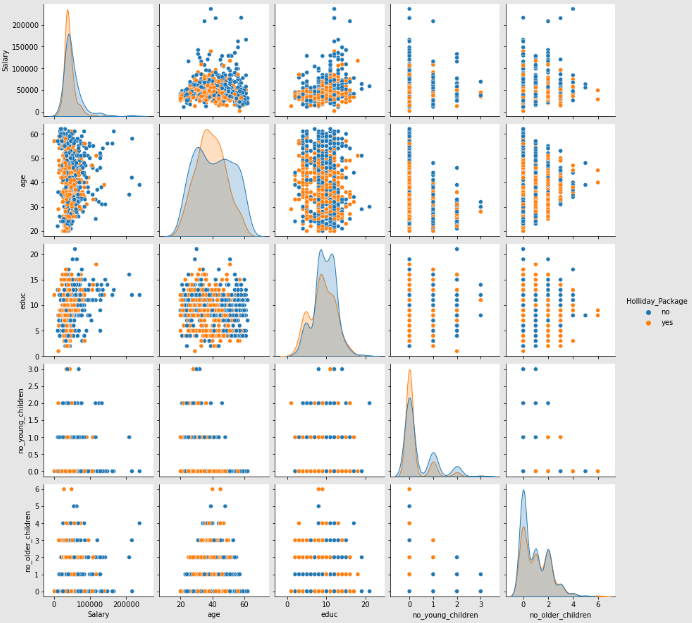 Salary
200000
150000
100000
50000
0
age
60
50
40
30
20
educ
20
15
10
5
0
no_young_children
3.0
2.5
2.0
1.5
1.0
0.5
0.0
no_older_children
6
5
4
3
2
1
0
0 100000 200000
Salary
20 40 60
age
0 10 20
educ
0 1 2 3
no_young_children
0 2 4 6
no_older_children
Holliday_Package
no
yes